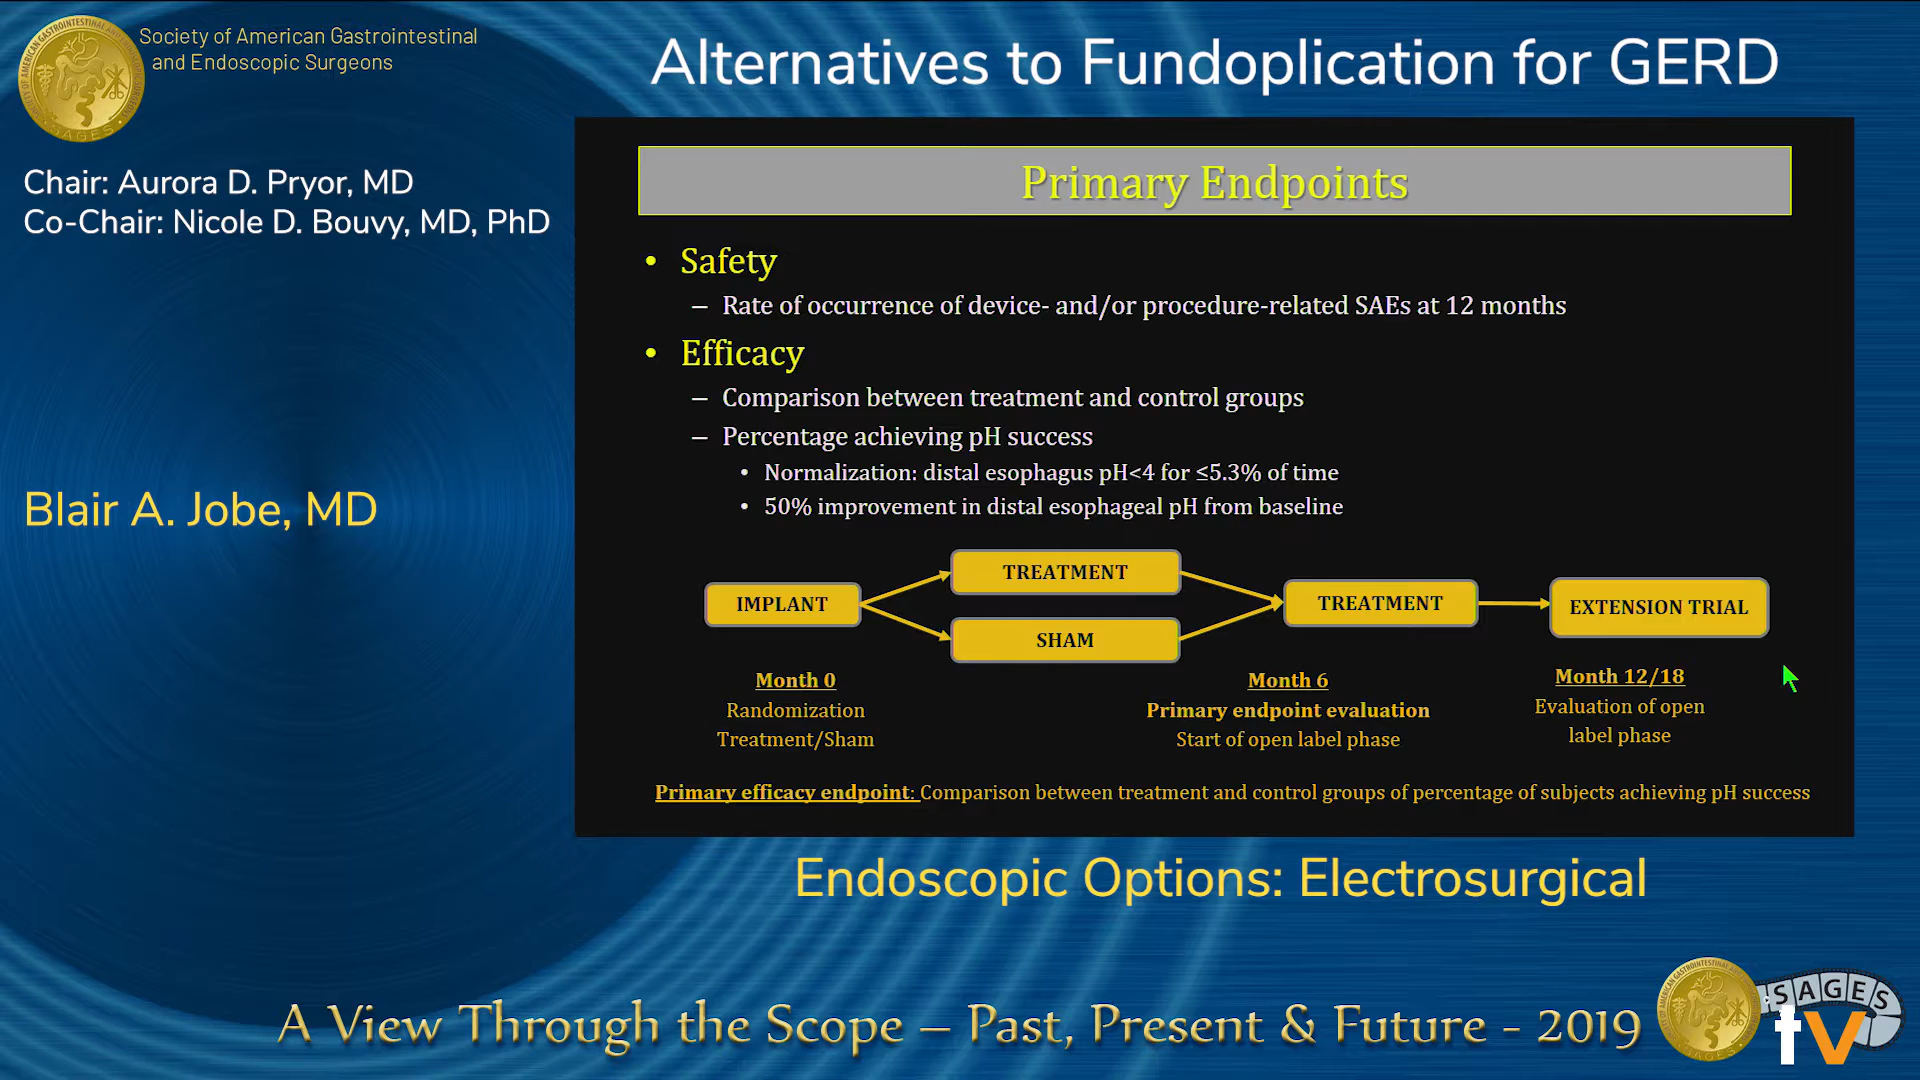 Society of American Gastrointestinal
and Endoscopic Surgeons
Alternatives to Fundoplication for GERD
Chair: Aurora D. Pryor, MD
Co-Chair: Nicole D. Bouvy, MD, PhD
Blair A. Jobe, MD
Primary Endpoints
• Safety
– Rate of occurrence of device- and/or procedure-related SAEs at 12 months
• Efficacy
– Comparison between treatment and control groups
– Percentage achieving pH success
• Normalization: distal esophagus pH<4 for ≤5.3% of time
• 50% improvement in distal esophageal pH from baseline
IMPLANT
TREATMENT
SHAM
TREATMENT
EXTENSION TRIAL
Month 0
Randomization
Treatment/Sham
Month 6
Primary endpoint evaluation
Start of open label phase
Month 12/18
Evaluation of open
label phase
Primary efficacy endpoint: Comparison between treatment and control groups of percentage of subjects achieving pH success
Endoscopic Options: Electrosurgical
A View Through the Scope – Past, Present & Future - 2019
SAGES
tv